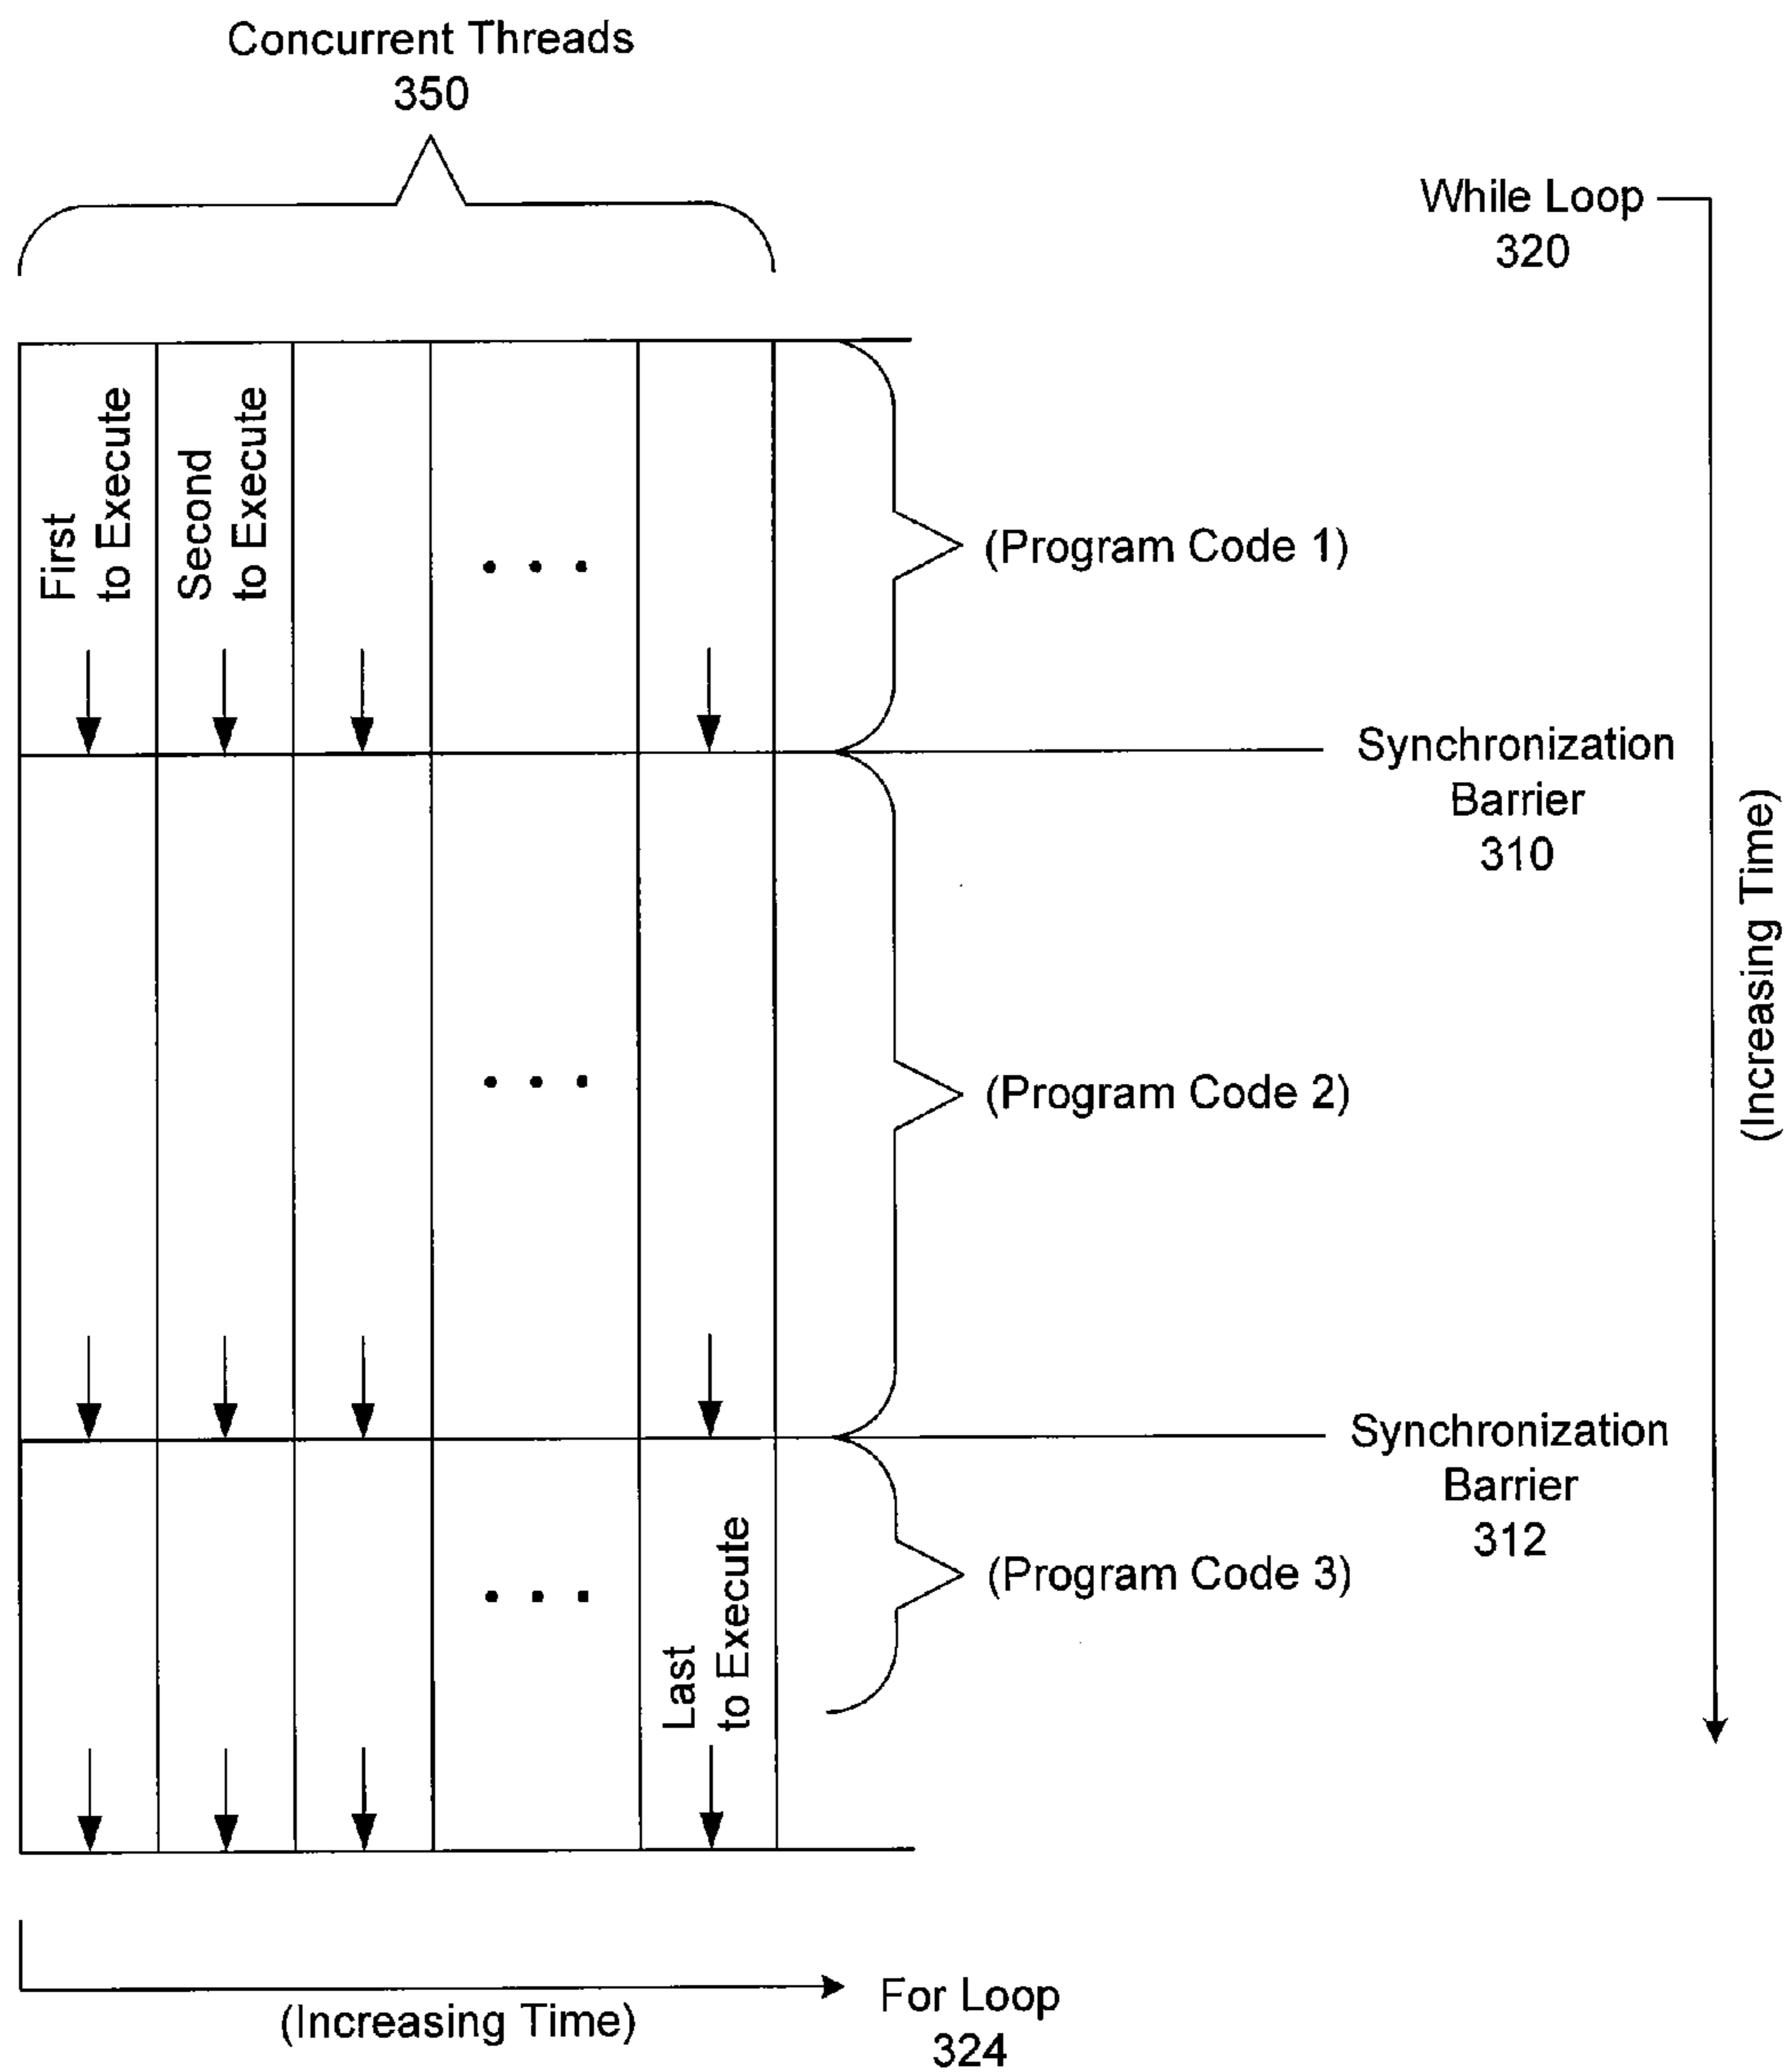 Concurrent Threads
350
While Loop
320
First
to Execute
Second
to Execute
(Program Code 1)
Synchronization
Barrier
310
(Increasing Time)
(Program Code 2)
Synchronization
Barrier
312
(Program Code 3)
Last
to Execute
(Increasing Time)
For Loop
324